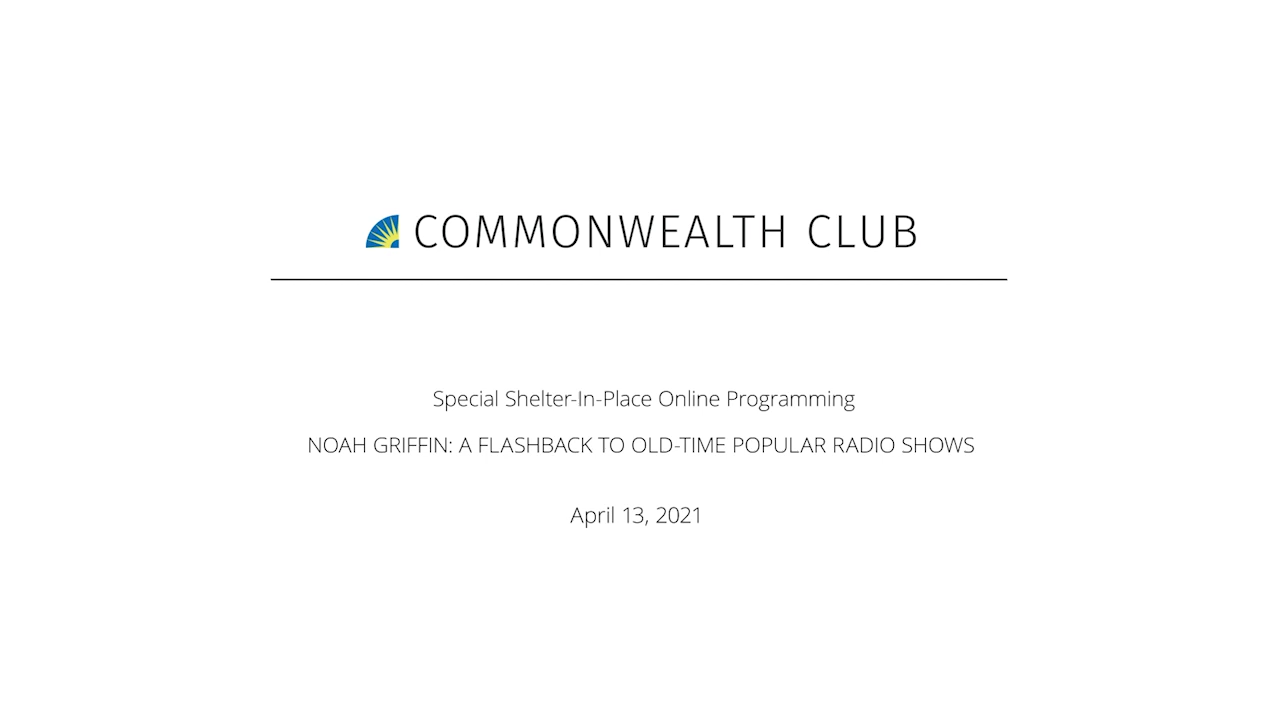 COMMONWEALTH CLUB
Special Shelter-In-Place Online Programming
NOAH GRIFFIN: A FLASHBACK TO OLD-TIME POPULAR RADIO SHOWS
April 13, 2021